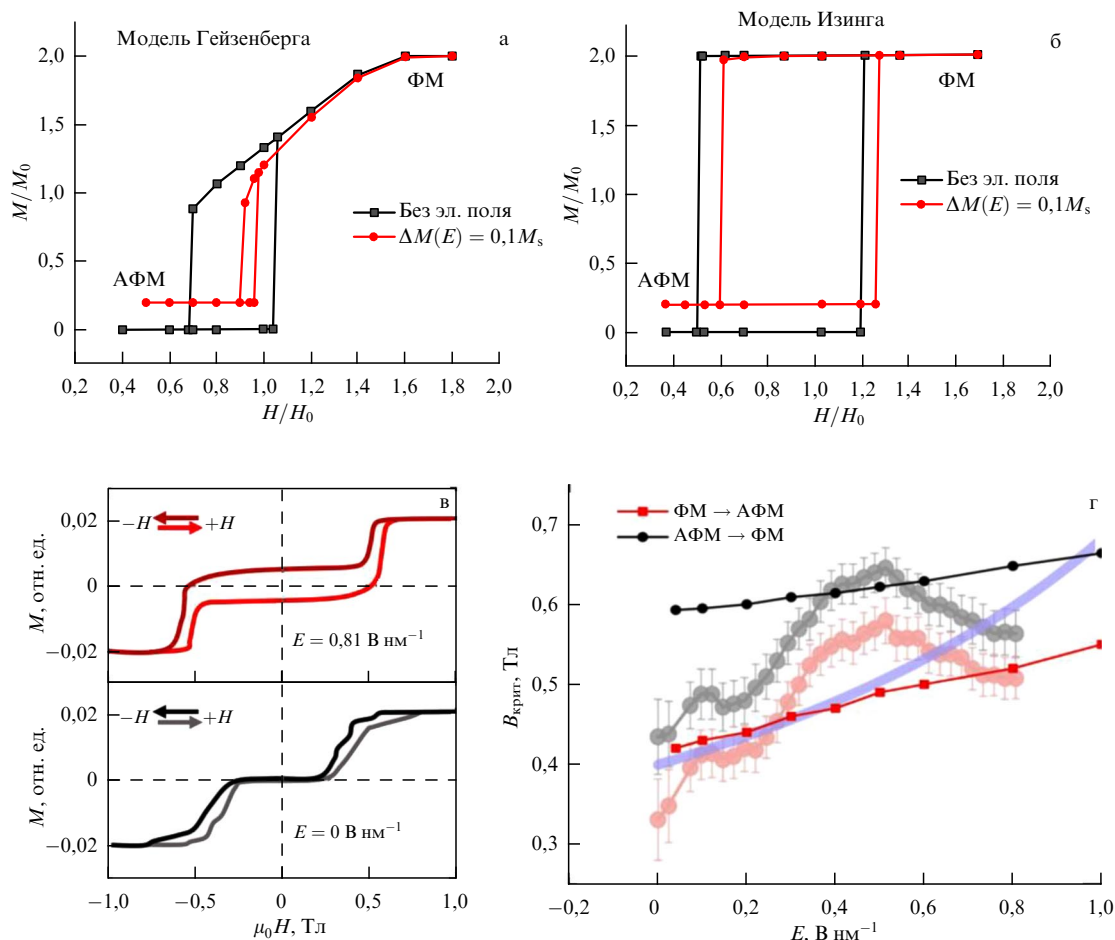 Модель Гейзенберга
а
ФМ
2,0
1,5
1,0
0,5
0
M/M₀
Без эл. поля
ΔM(E) = 0,1Mₛ
АФМ
0,2 0,4 0,6 0,8 1,0 1,2 1,4 1,6 1,8 2,0
H/H₀
Модель Изинга
б
ФМ
2,0
1,5
1,0
0,5
0
M/M₀
Без эл. поля
ΔM(E) = 0,1Mₛ
АФМ
0,2 0,4 0,6 0,8 1,0 1,2 1,4 1,6 1,8 2,0
H/H₀
в
−H +H
0,02
0
−0,02
M, отн. ед.
E = 0,81 В нм⁻¹
−H +H
0,02
0
−0,02
M, отн. ед.
E = 0 В нм⁻¹
−1,0 −0,5 0 0,5 1,0
μ₀H, Тл
г
ФМ → АФМ
АФМ → ФМ
0,7
0,6
0,5
0,4
0,3
Bкрит, Тл
−0,2 0 0,2 0,4 0,6 0,8 1,0
E, В нм⁻¹